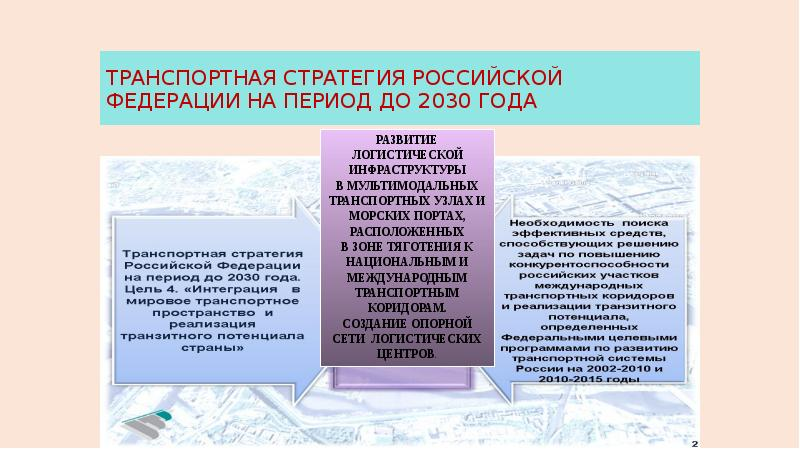 ТРАНСПОРТНАЯ СТРАТЕГИЯ РОССИЙСКОЙ
ФЕДЕРАЦИИ НА ПЕРИОД ДО 2030 ГОДА
Транспортная стратегия
Российской Федерации
на период до 2030 года.
Цель 4. «Интеграция в
мировое транспортное
пространство и
реализация
транзитного потенциала
страны»
РАЗВИТИЕ
ЛОГИСТИЧЕСКОЙ
ИНФРАСТРУКТУРЫ
В МУЛЬТИМОДАЛЬНЫХ
ТРАНСПОРТНЫХ УЗЛАХ И
МОРСКИХ ПОРТАХ,
РАСПОЛОЖЕННЫХ
В ЗОНЕ ТЯГОТЕНИЯ К
НАЦИОНАЛЬНЫМ И
МЕЖДУНАРОДНЫМ
ТРАНСПОРТНЫМ
КОРИДОРАМ.
СОЗДАНИЕ ОПОРНОЙ
СЕТИ ЛОГИСТИЧЕСКИХ
ЦЕНТРОВ.
Необходимость поиска
эффективных средств,
способствующих решению
задач по повышению
конкурентоспособности
российских участков
международных
транспортных коридоров
и реализации транзитного
потенциала,
определенных
Федеральными целевыми
программами по развитию
транспортной системы
России на 2002-2010 и
2010-2015 годы
2